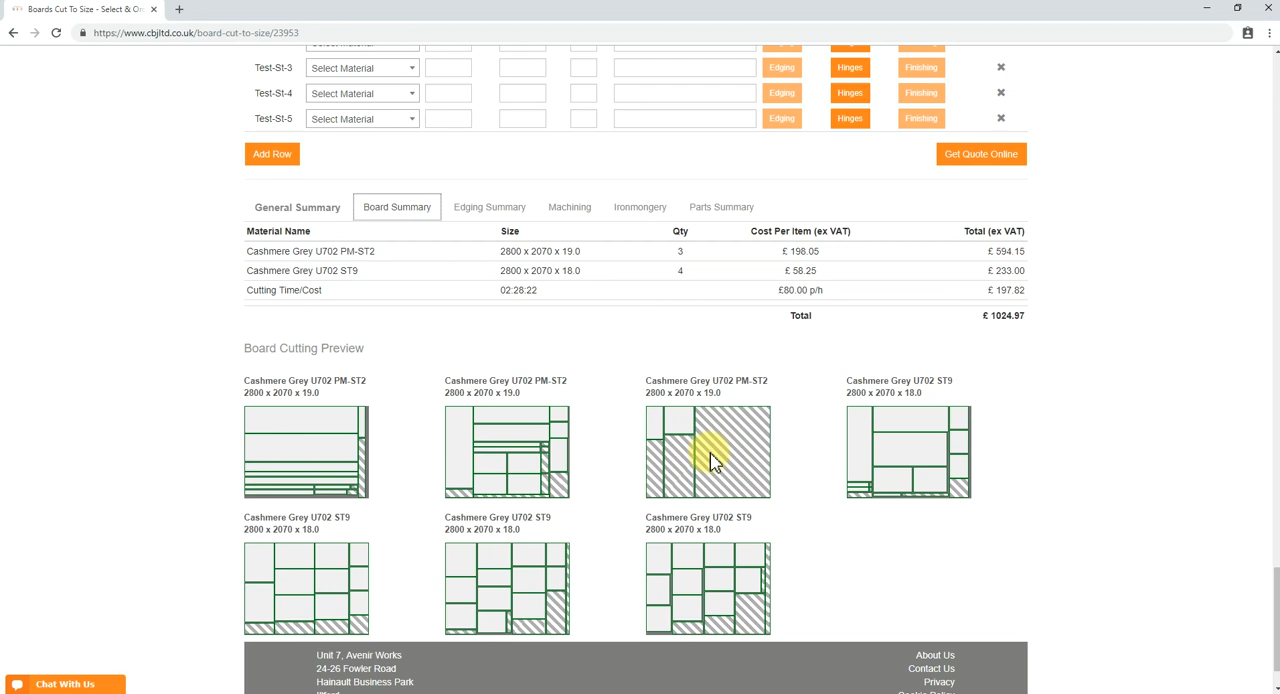 Boards Cut To Size - Select & Or
https://www.cbjltd.co.uk/board-cut-to-size/23953
Select Material
Edging Hinges Finishing
Test-St-3 Select Material Edging Hinges Finishing
Test-St-4 Select Material Edging Hinges Finishing
Test-St-5 Select Material Edging Hinges Finishing
Add Row Get Quote Online
General Summary Board Summary Edging Summary Machining Ironmongery Parts Summary
Material Name Size Qty Cost Per Item (ex VAT) Total (ex VAT)
Cashmere Grey U702 PM-ST2 2800 x 2070 x 19.0 3 £ 198.05 £ 594.15
Cashmere Grey U702 ST9 2800 x 2070 x 18.0 4 £ 58.25 £ 233.00
Cutting Time/Cost 02:28:22 £80.00 p/h £ 197.82
Total £ 1024.97
Board Cutting Preview
Cashmere Grey U702 PM-ST2 Cashmere Grey U702 PM-ST2 Cashmere Grey U702 PM-ST2 Cashmere Grey U702 ST9
2800 x 2070 x 19.0 2800 x 2070 x 19.0 2800 x 2070 x 19.0 2800 x 2070 x 18.0
Cashmere Grey U702 ST9 Cashmere Grey U702 ST9 Cashmere Grey U702 ST9
2800 x 2070 x 18.0 2800 x 2070 x 18.0 2800 x 2070 x 18.0
Unit 7, Avenir Works About Us
24-26 Fowler Road Contact Us
Hainault Business Park Privacy
Ilford Cookie Policy
Chat With Us